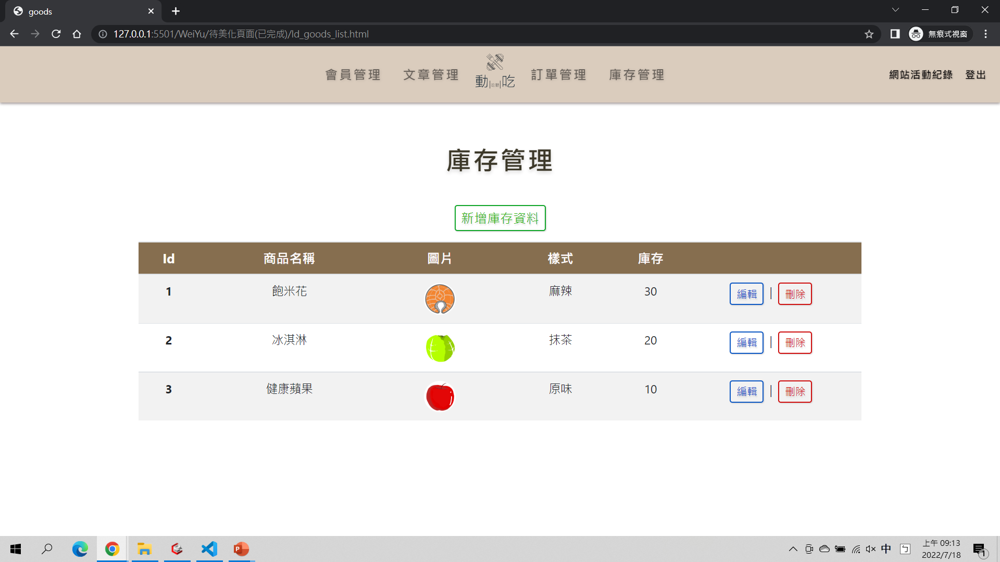 goods
127.0.0.1:5501/WeiYu/待美化頁面(已完成)/ld_goods_list.html
無痕式視窗
會員管理 文章管理 動|吃動|吃 訂單管理 庫存管理 網站活動紀錄 登出
庫存管理
新增庫存資料
Id 商品名稱 圖片 樣式 庫存
1 飽米花 麻辣 30 編輯 | 刪除
2 冰淇淋 抹茶 20 編輯 | 刪除
3 健康蘋果 原味 10 編輯 | 刪除
中 ㄅ 上午 09:13
2022/7/18
1